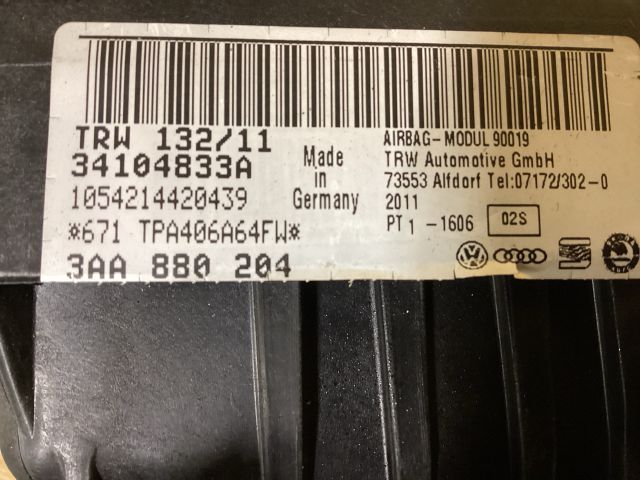 TRW 132/11
34104833A
1054214420439
*671 TPA406A64FW*
3AA 880 204
Made
in
Germany
AIRBAG-MODUL 90019
TRW Automotive GmbH
73553 Alfdorf Tel:07172/302-0
2011
PT1 -1606 02S